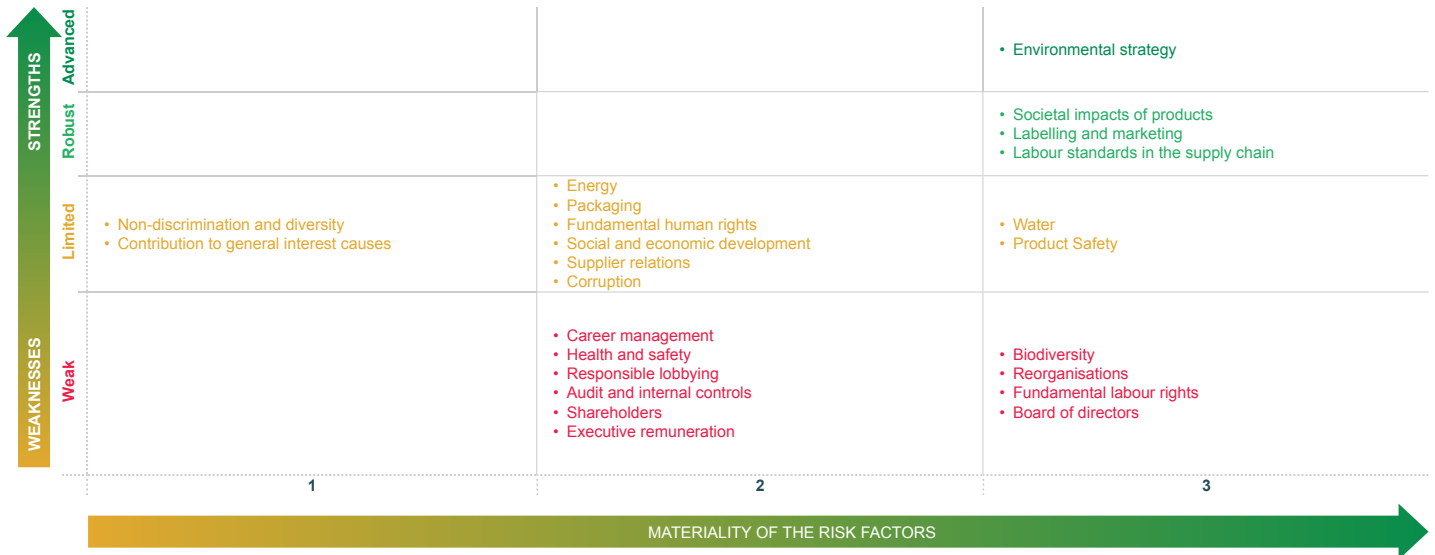 STRENGTHS
WEAKNESSES
Advanced
• Environmental strategy
Robust
• Societal impacts of products
• Labelling and marketing
• Labour standards in the supply chain
Limited
• Non-discrimination and diversity
• Contribution to general interest causes
• Energy
• Packaging
• Fundamental human rights
• Social and economic development
• Supplier relations
• Corruption
• Water
• Product Safety
Weak
• Career management
• Health and safety
• Responsible lobbying
• Audit and internal controls
• Shareholders
• Executive remuneration
• Biodiversity
• Reorganisations
• Fundamental labour rights
• Board of directors
1
2
3
MATERIALITY OF THE RISK FACTORS